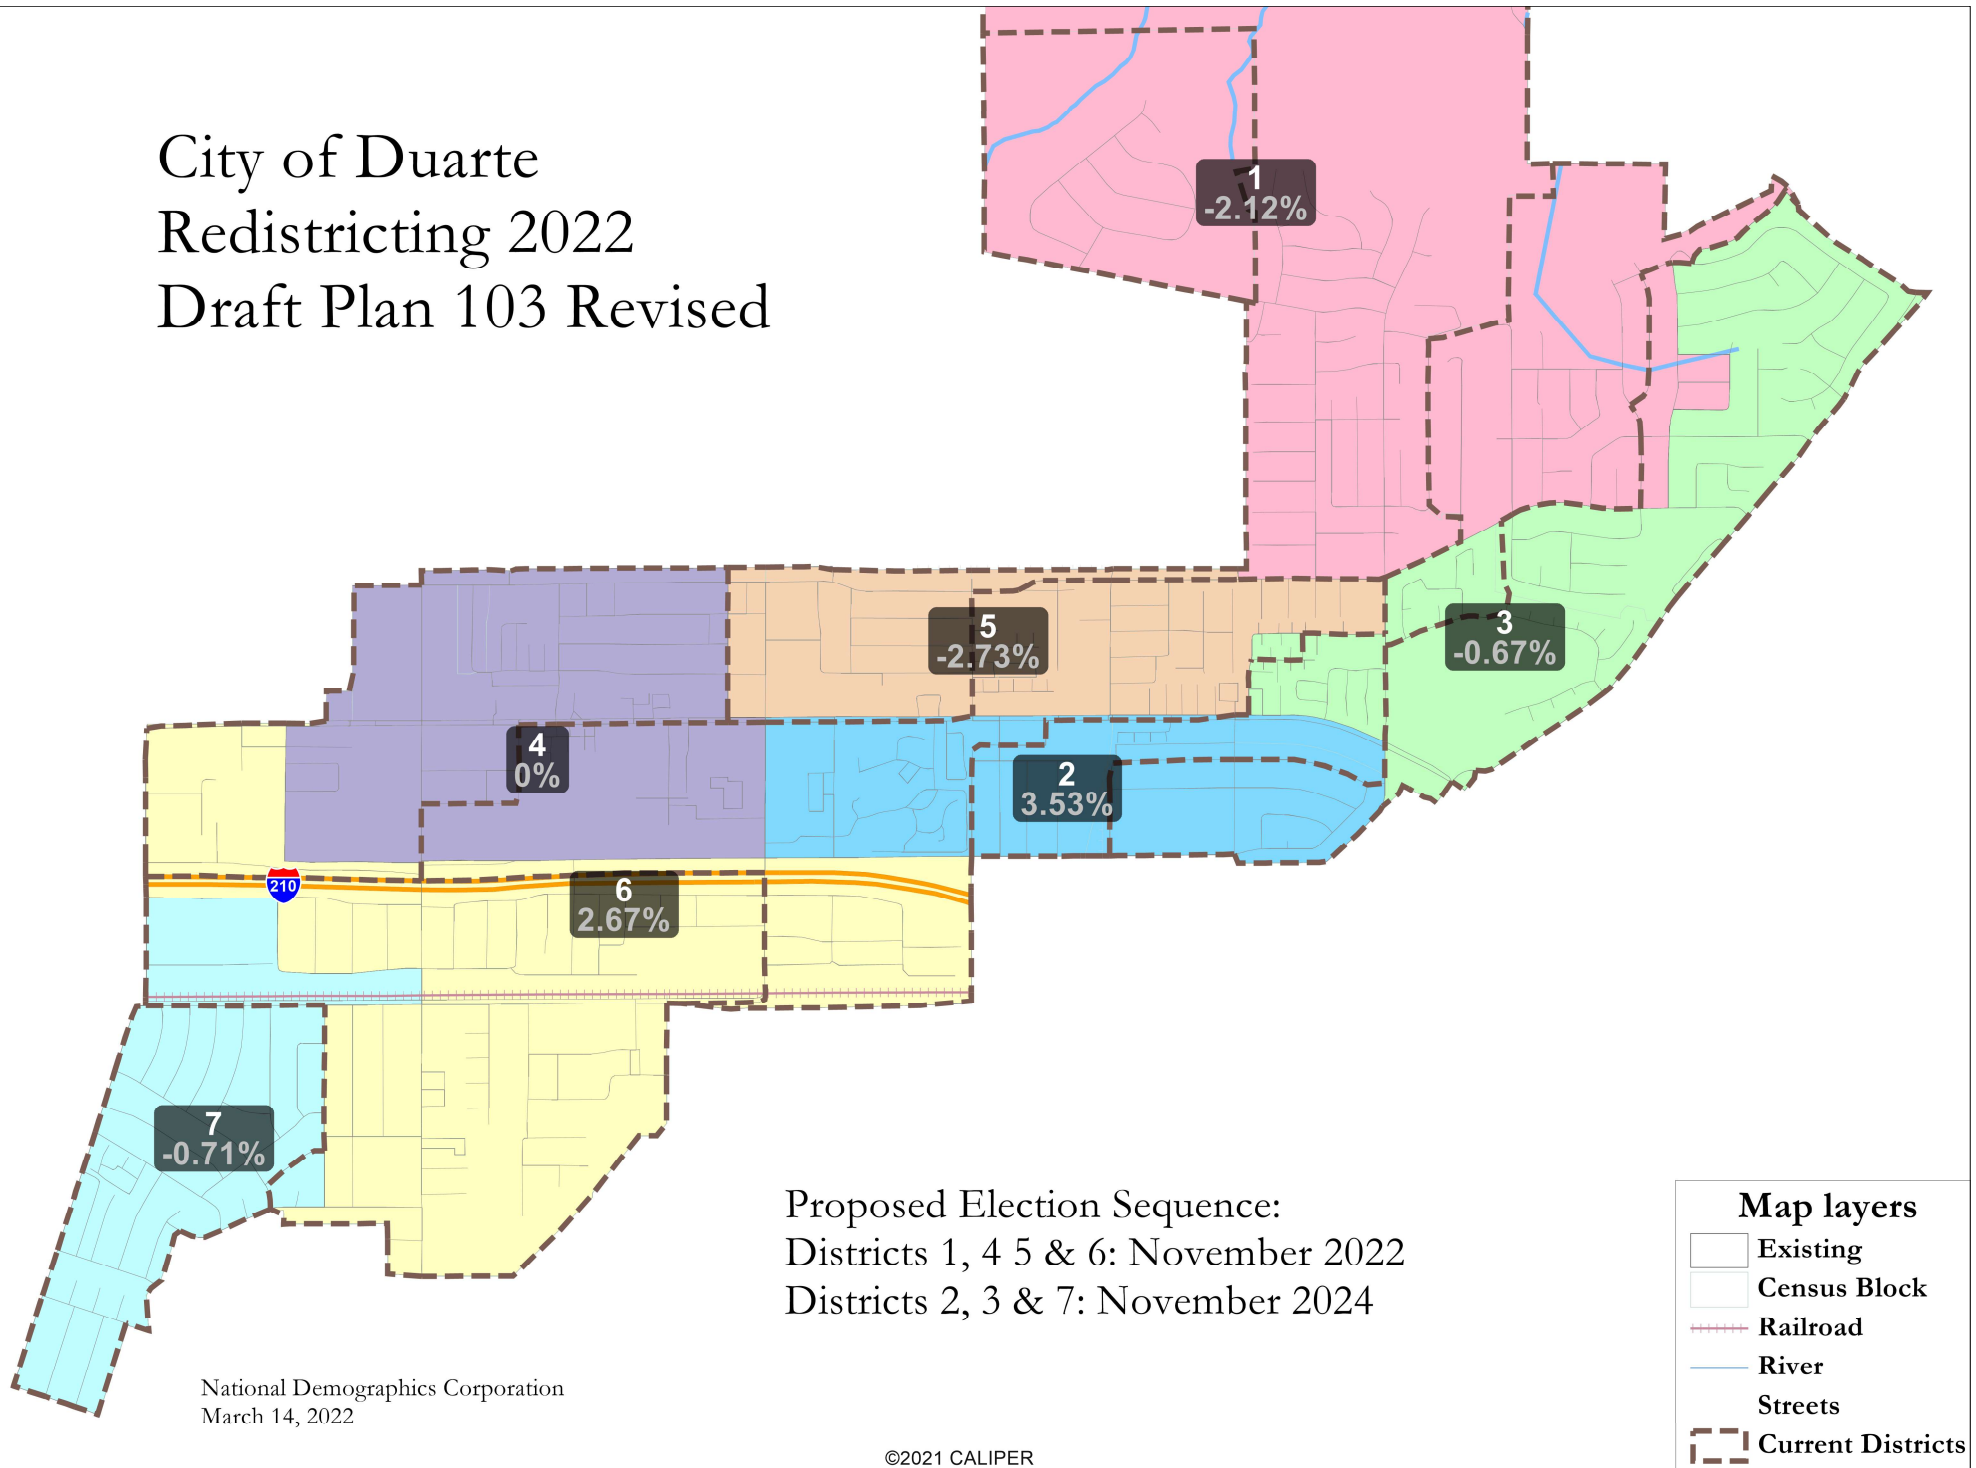 City of Duarte
Redistricting 2022
Draft Plan 103 Revised
1
-2.12%
5
-2.73%
3
-0.67%
4
0%
2
3.53%
210
6
2.67%
7
-0.71%
Proposed Election Sequence:
Districts 1, 4 5 & 6: November 2022
Districts 2, 3 & 7: November 2024
Map layers
Existing
Census Block
Railroad
River
Streets
Current Districts
National Demographics Corporation
March 14, 2022
©2021 CALIPER